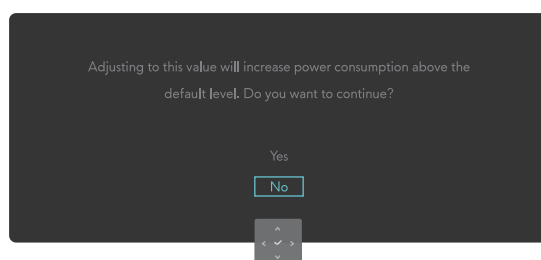 Adjusting to this value will increase power consumption above the
default level. Do you want to continue?
Yes
No